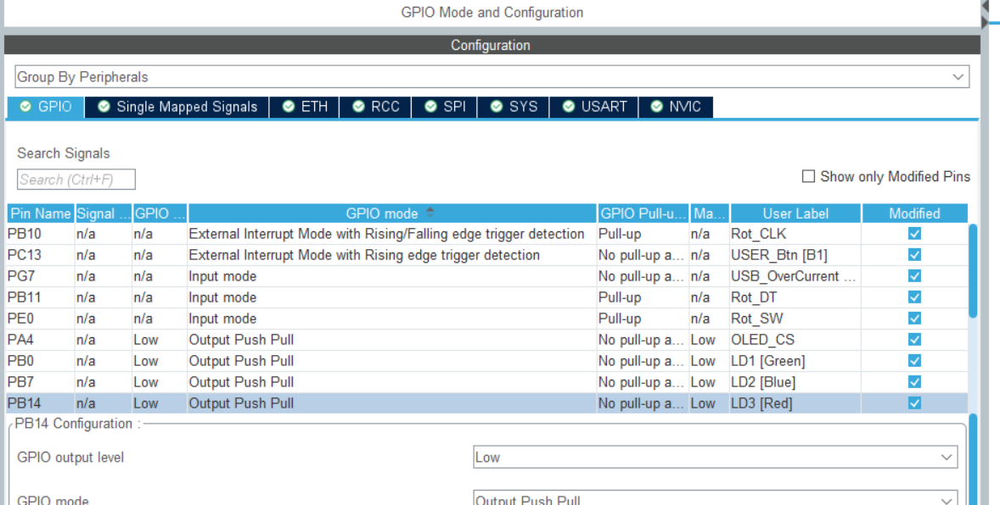 GPIO Mode and Configuration
Configuration
Group By Peripherals
GPIO Single Mapped Signals ETH RCC SPI SYS USART NVIC
Search Signals
Search (Ctrl+F)
Show only Modified Pins
Pin Name Signal ... GPIO ... GPIO mode GPIO Pull-u... Ma... User Label Modified
PB10 n/a n/a External Interrupt Mode with Rising/Falling edge trigger detection Pull-up n/a Rot_CLK
PC13 n/a n/a External Interrupt Mode with Rising edge trigger detection No pull-up a... n/a USER_Btn [B1]
PG7 n/a n/a Input mode No pull-up a... n/a USB_OverCurrent ...
PB11 n/a n/a Input mode Pull-up n/a Rot_DT
PE0 n/a n/a Input mode Pull-up n/a Rot_SW
PA4 n/a Low Output Push Pull No pull-up a... Low OLED_CS
PB0 n/a Low Output Push Pull No pull-up a... Low LD1 [Green]
PB7 n/a Low Output Push Pull No pull-up a... Low LD2 [Blue]
PB14 n/a Low Output Push Pull No pull-up a... Low LD3 [Red]
PB14 Configuration :
GPIO output level Low
GPIO mode Output Push Pull